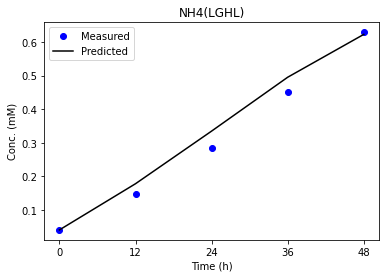 NH4(LGHL)
Measured
Predicted
0.6
0.5
0.4
0.3
0.2
0.1
Conc. (mM)
0 12 24 36 48
Time (h)